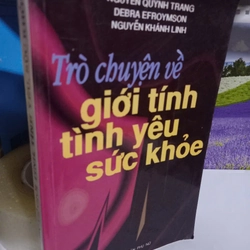 NGUYỄN QUỲNH TRANG
DEBRA EFROYMSON
NGUYỄN KHÁNH LINH
Trò chuyện về
giới tính
tình yêu
sức khỏe